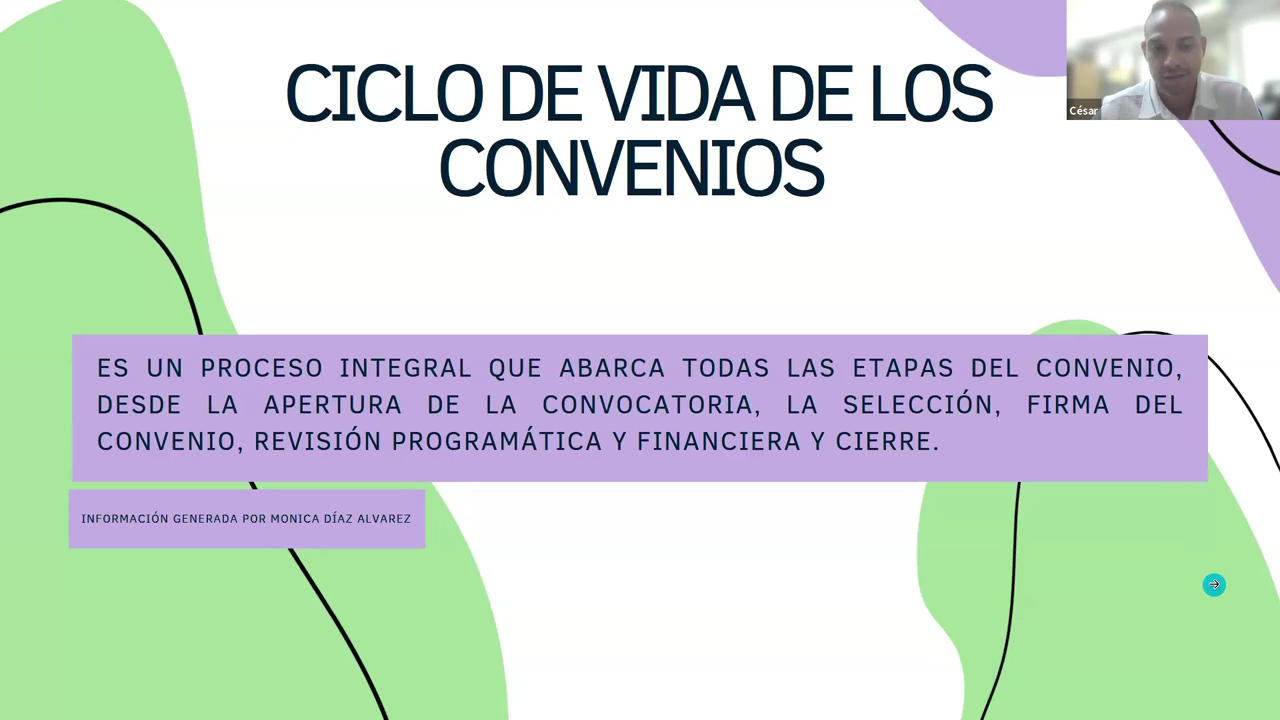 CICLO DE VIDA DE LOS
CONVENIOS
César
ES UN PROCESO INTEGRAL QUE ABARCA TODAS LAS ETAPAS DEL CONVENIO,
DESDE LA APERTURA DE LA CONVOCATORIA, LA SELECCIÓN, FIRMA DEL
CONVENIO, REVISIÓN PROGRAMÁTICA Y FINANCIERA Y CIERRE.
INFORMACIÓN GENERADA POR MONICA DÍAZ ALVAREZ